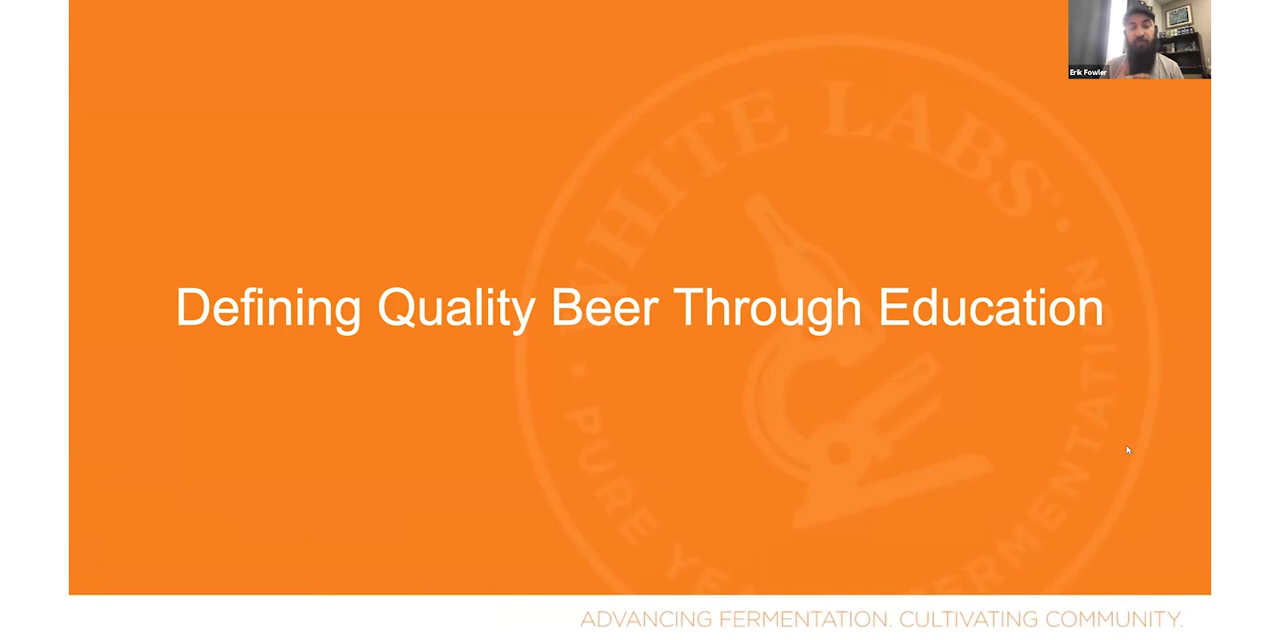 Erik Fowler
WHITE LABS
Defining Quality Beer Through Education
PURE YEAST
FERMENTATION
ADVANCING FERMENTATION. CULTIVATING COMMUNITY.